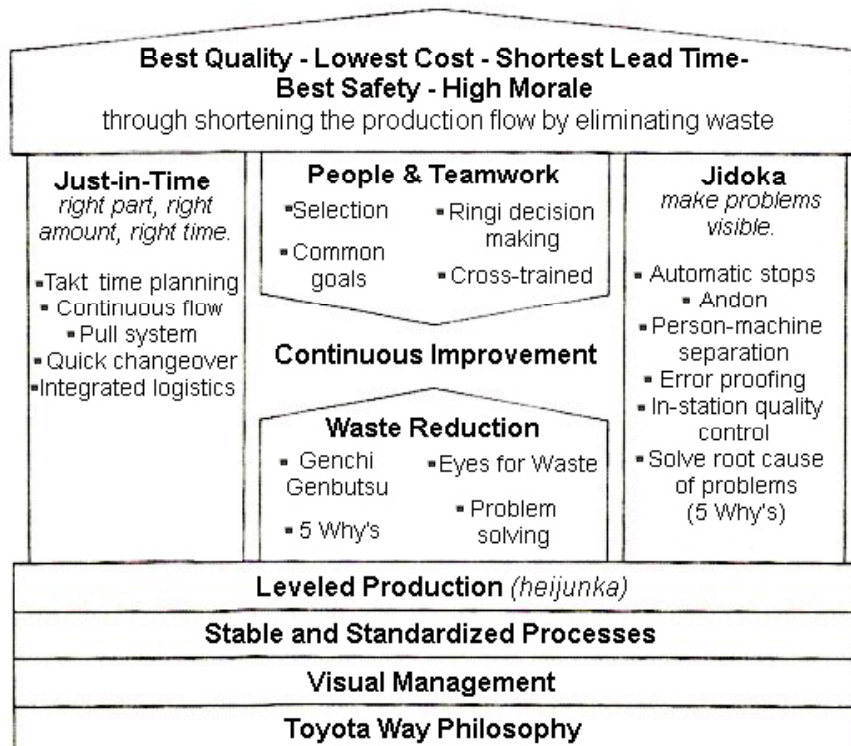 Best Quality - Lowest Cost - Shortest Lead Time-
Best Safety - High Morale
through shortening the production flow by eliminating waste
Just-in-Time
right part, right
amount, right time.
▪Takt time planning
▪Continuous flow
▪Pull system
▪Quick changeover
▪Integrated logistics
People & Teamwork
▪Selection
▪Common
goals
▪Ringi decision
making
▪Cross-trained
Continuous Improvement
Waste Reduction
▪Genchi
Genbutsu
▪5 Why's
▪Eyes for Waste
▪Problem
solving
Jidoka
make problems
visible.
▪Automatic stops
▪Andon
▪Person-machine
separation
▪Error proofing
▪In-station quality
control
▪Solve root cause
of problems
(5 Why's)
Leveled Production (heijunka)
Stable and Standardized Processes
Visual Management
Toyota Way Philosophy